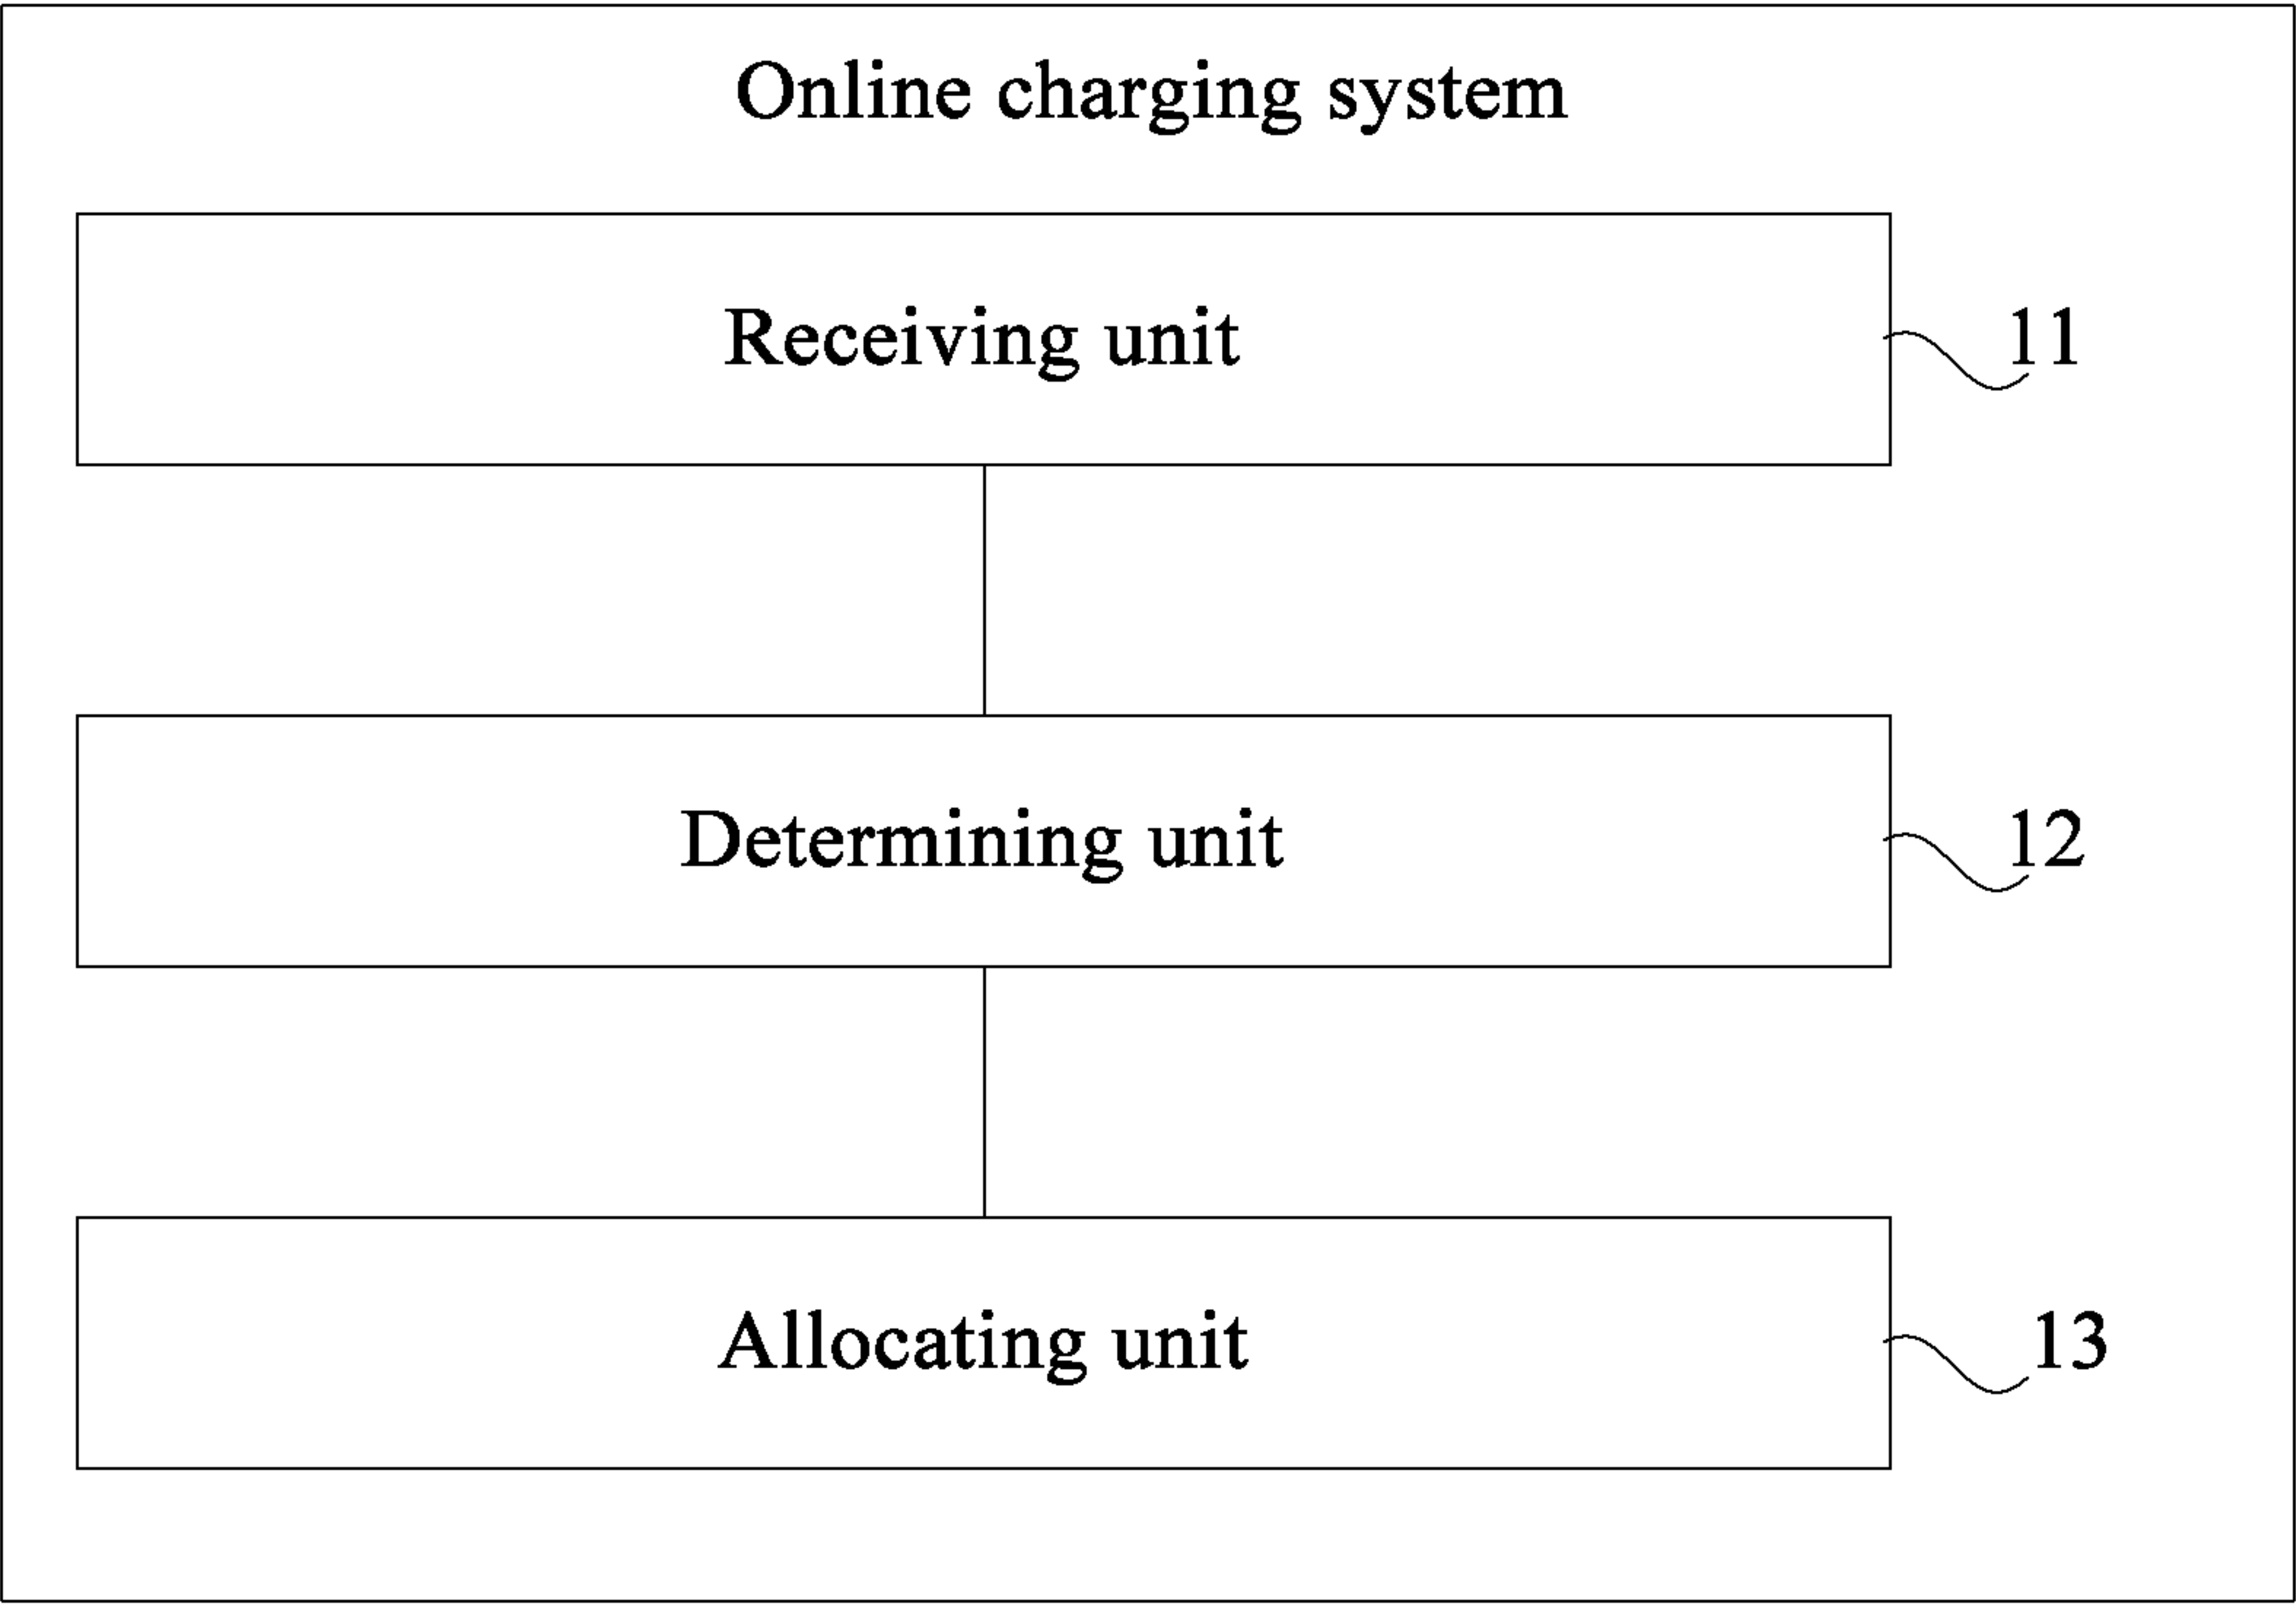 Online charging system
Receiving unit 11
Determining unit 12
Allocating unit 13